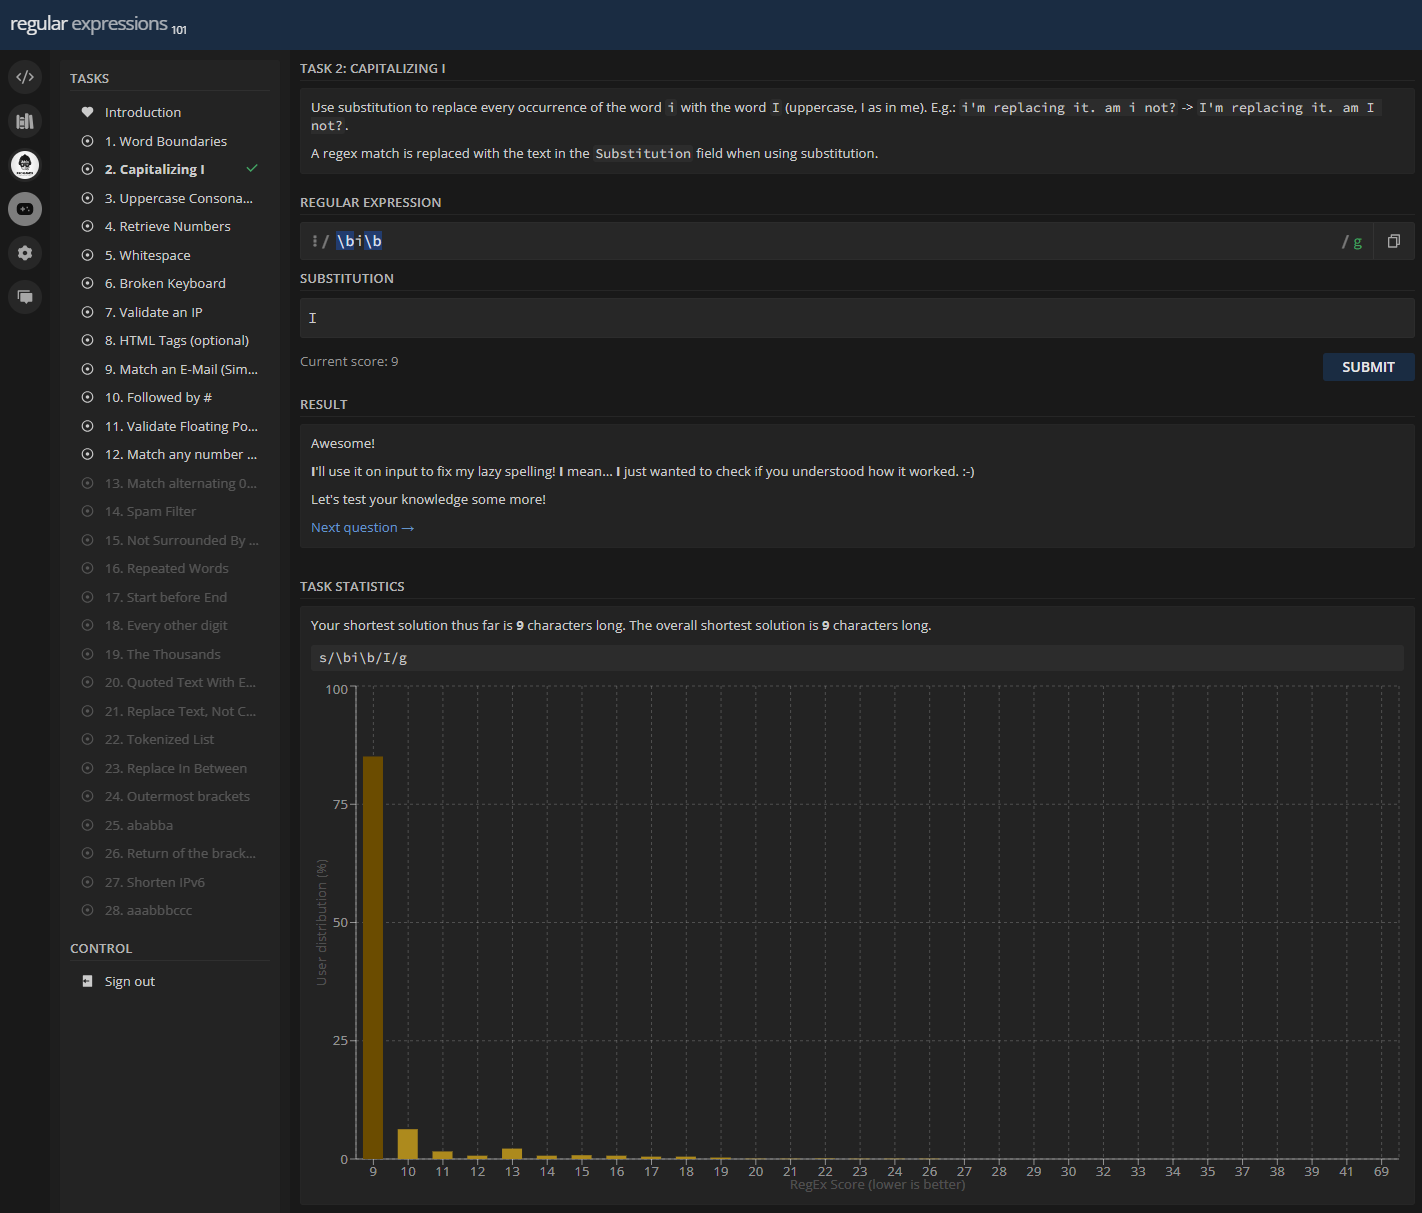 regular expressions 101
TASKS
Introduction
1. Word Boundaries
2. Capitalizing I
3. Uppercase Consona...
4. Retrieve Numbers
5. Whitespace
6. Broken Keyboard
7. Validate an IP
8. HTML Tags (optional)
9. Match an E-Mail (Sim...
10. Followed by #
11. Validate Floating Po...
12. Match any number ...
13. Match alternating 0...
14. Spam Filter
15. Not Surrounded By ...
16. Repeated Words
17. Start before End
18. Every other digit
19. The Thousands
20. Quoted Text With E...
21. Replace Text, Not C...
22. Tokenized List
23. Replace In Between
24. Outermost brackets
25. ababba
26. Return of the brack...
27. Shorten IPv6
28. aaabbbccc
CONTROL
Sign out
TASK 2: CAPITALIZING I
Use substitution to replace every occurrence of the word i with the word I (uppercase, I as in me). E.g.: i'm replacing it. am i not? -> I'm replacing it. am I
not?.
A regex match is replaced with the text in the Substitution field when using substitution.
REGULAR EXPRESSION
/ \bi\b / g
SUBSTITUTION
I
Current score: 9
SUBMIT
RESULT
Awesome!
I'll use it on input to fix my lazy spelling! I mean... I just wanted to check if you understood how it worked. :-)
Let's test your knowledge some more!
Next question →
TASK STATISTICS
Your shortest solution thus far is 9 characters long. The overall shortest solution is 9 characters long.
s/\bi\b/I/g
100
75
50
25
0
User distribution (%)
9 10 11 12 13 14 15 16 17 18 19 20 21 22 23 24 26 27 28 29 30 32 33 34 35 37 38 39 41 69
RegEx Score (lower is better)